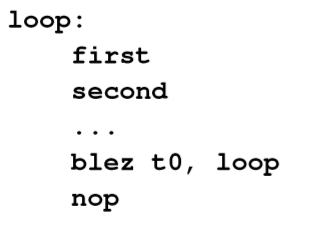 loop:
first
second
...
blez t0, loop
nop